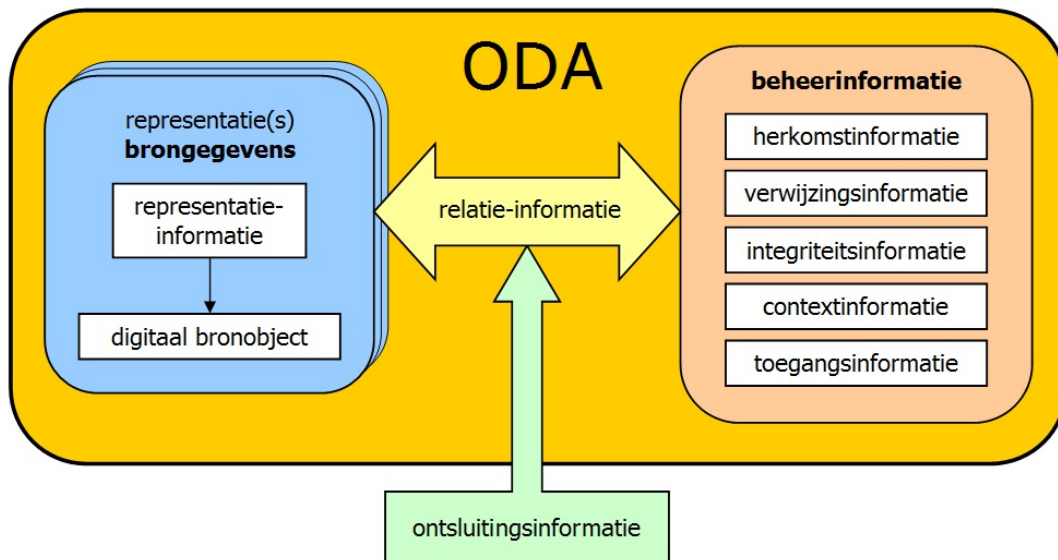 ODA
representatie(s)
brongegevens
representatie-
informatie
digitaal bronobject
relatie-informatie
beheerinformatie
herkomstinformatie
verwijzingsinformatie
integriteitsinformatie
contextinformatie
toegangsinformatie
ontsluitingsinformatie